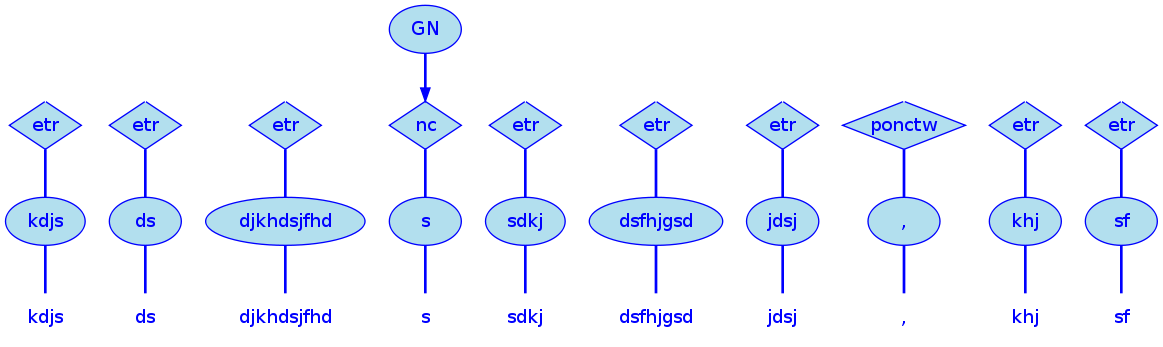 GN
etr etr etr nc etr etr etr ponctw etr etr
kdjs ds djkhdsjfhd s sdkj dsfhjgsd jdsj , khj sf
kdjs ds djkhdsjfhd s sdkj dsfhjgsd jdsj , khj sf